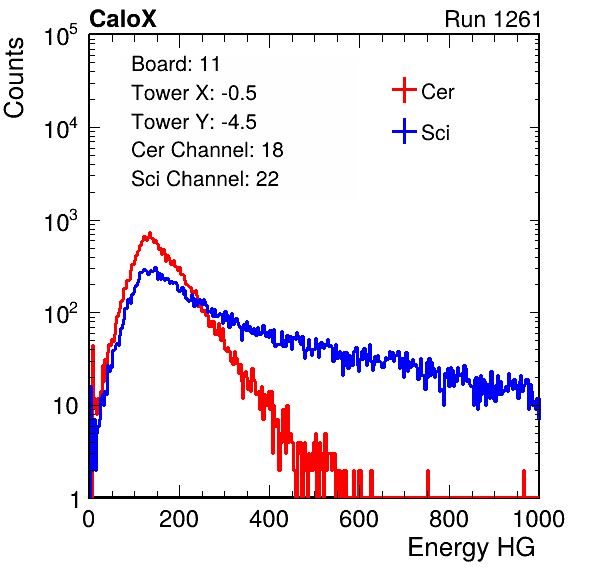 CaloX Run 1261
Counts
Board: 11
Tower X: -0.5
Tower Y: -4.5
Cer Channel: 18
Sci Channel: 22
Cer
Sci
10^5
10^4
10^3
10^2
10
1
0 200 400 600 800 1000
Energy HG